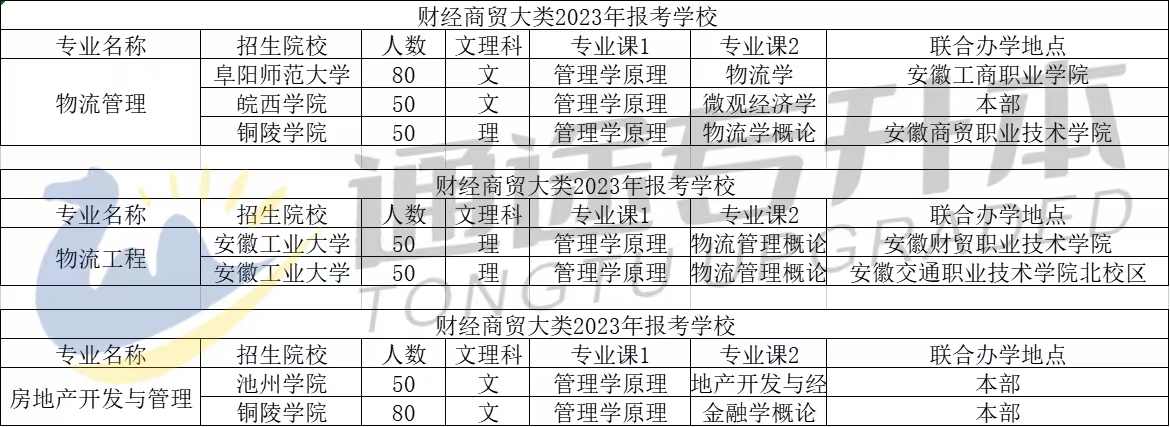 财经商贸大类2023年报考学校
专业名称 招生院校 人数 文理科 专业课1 专业课2 联合办学地点
物流管理 阜阳师范大学 80 文 管理学原理 物流学 安徽工商职业学院
皖西学院 50 文 管理学原理 微观经济学 本部
铜陵学院 50 理 管理学原理 物流学概论 安徽商贸职业技术学院
财经商贸大类2023年报考学校
专业名称 招生院校 人数 文理科 专业课1 专业课2 联合办学地点
物流工程 安徽工业大学 50 理 管理学原理 物流管理概论 安徽财贸职业技术学院
安徽工业大学 50 理 管理学原理 物流管理概论 安徽交通职业技术学院北校区
财经商贸大类2023年报考学校
专业名称 招生院校 人数 文理科 专业课1 专业课2 联合办学地点
房地产开发与管理 池州学院 50 文 管理学原理 地产开发与经 本部
铜陵学院 80 文 管理学原理 金融学概论 本部
通途专升本
TONGTU UPGRADED